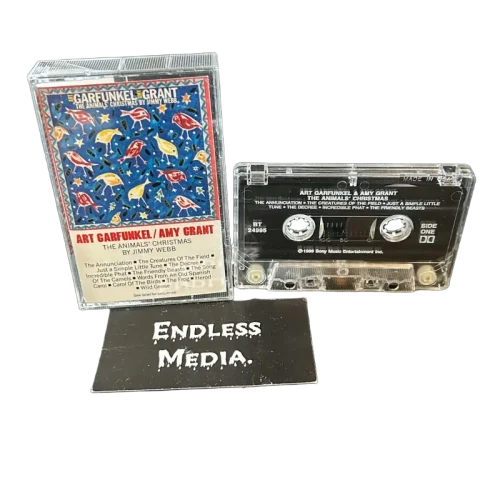 GARFUNKEL GRANT
THE ANIMALS' CHRISTMAS BY JIMMY WEBB
ART GARFUNKEL / AMY GRANT
THE ANIMALS' CHRISTMAS
BY JIMMY WEBB
The Annunciation • The Creatures Of The Field •
Just a Simple Little Tune • The Decree •
Incredible Phat • The Friendly Beasts • The Song
Of The Camels • Words From An Old Spanish
Carol • Carol Of The Birds • The Frog • Herod
Wild Geese
MADE IN
ART GARFUNKEL & AMY GRANT
THE ANIMALS' CHRISTMAS
THE ANNUNCIATION • THE CREATURES OF THE FIELD • JUST A SIMPLE LITTLE
TUNE • THE DECREE • INCREDIBLE PHAT • THE FRIENDLY BEASTS
BT
24995
SIDE
ONE
©1986 Sony Music Entertainment Inc.
ENDLESS
MEDIA.